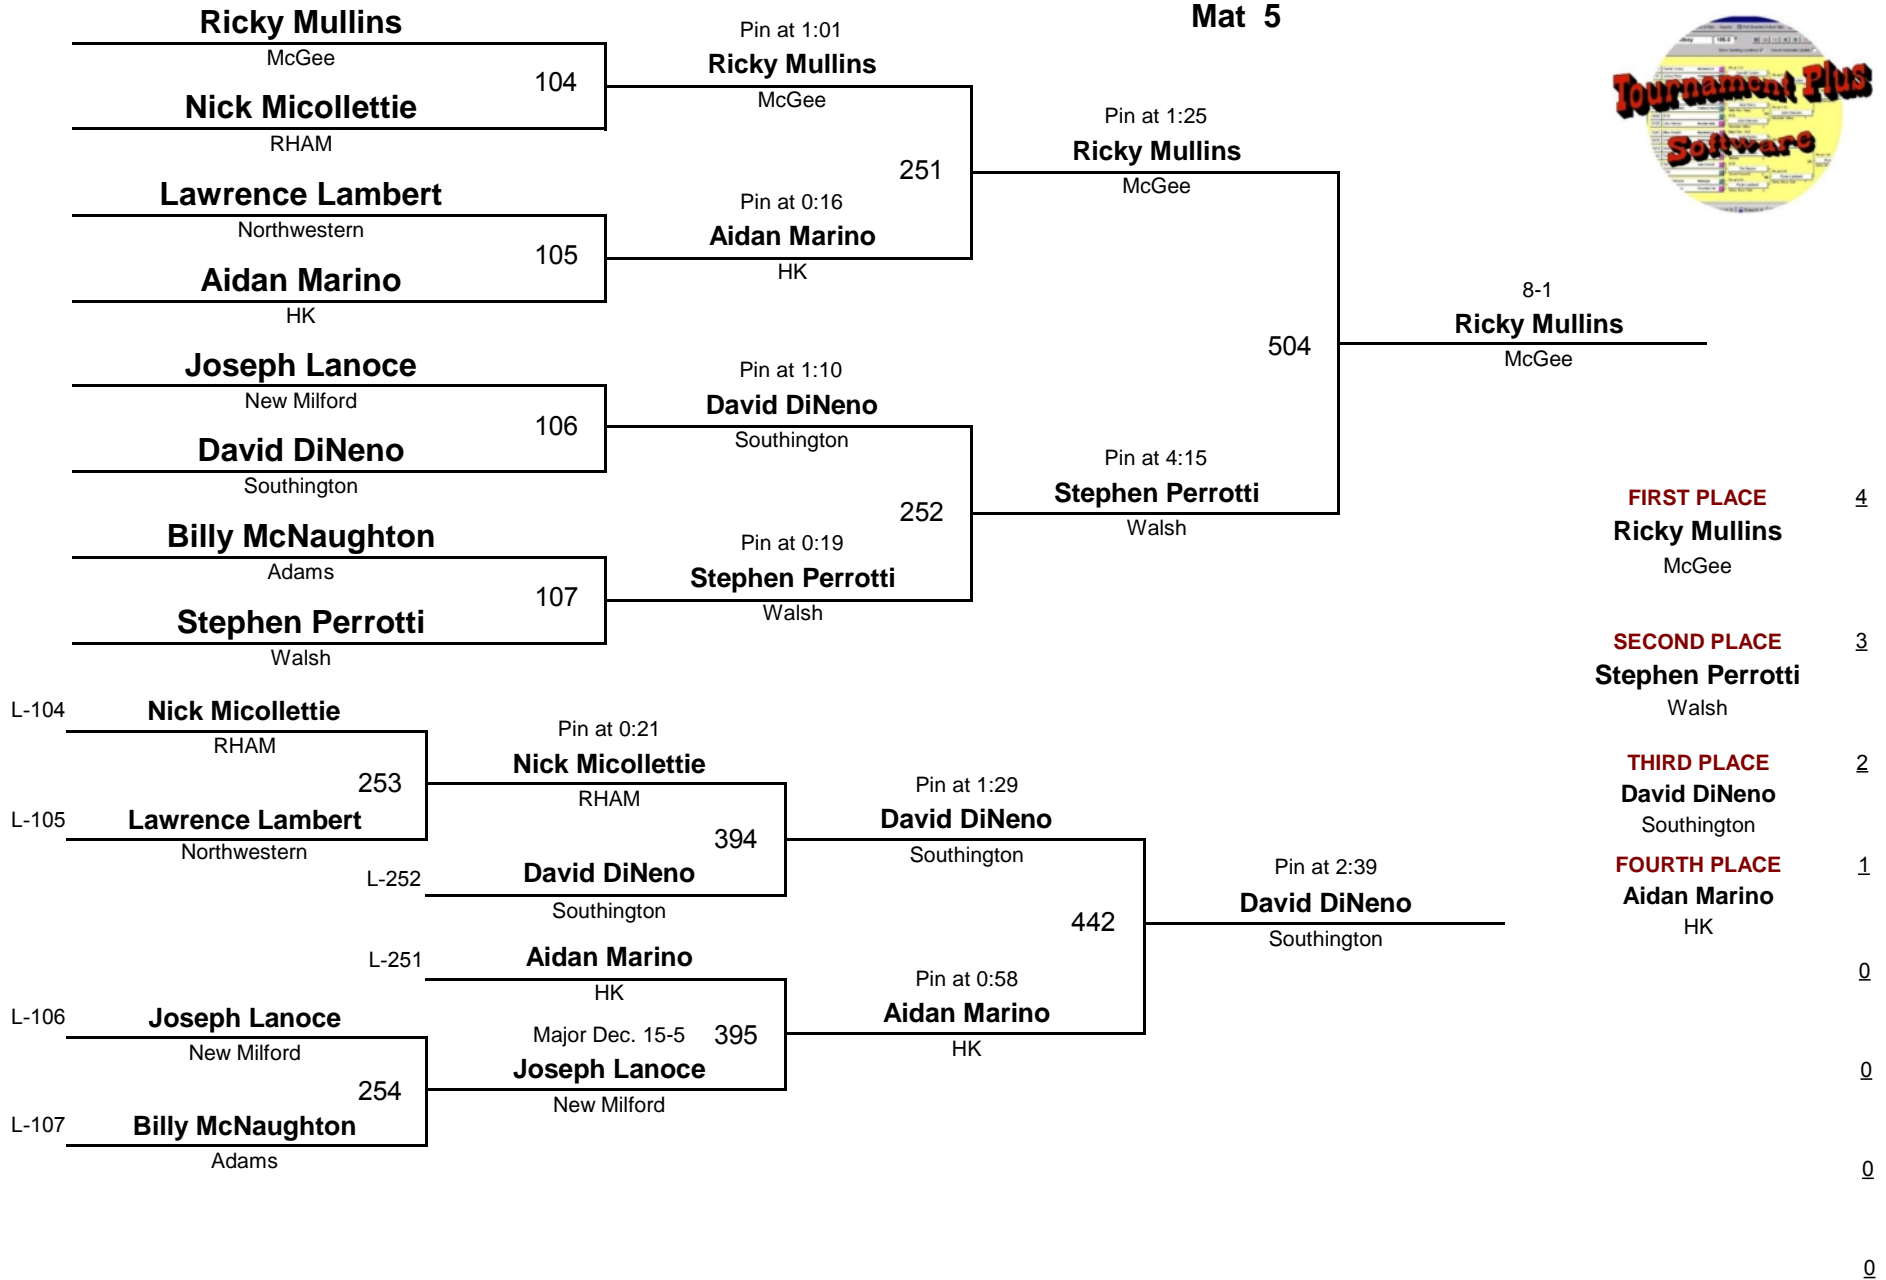 Mat 5
Tournament Plus
Software
Ricky Mullins
McGee
104
Nick Micollettie
RHAM
Lawrence Lambert
Northwestern
105
Aidan Marino
HK
Joseph Lanoce
New Milford
106
David DiNeno
Southington
Billy McNaughton
Adams
107
Stephen Perrotti
Walsh
Pin at 1:01
Ricky Mullins
McGee
251
Pin at 0:16
Aidan Marino
HK
Pin at 1:10
David DiNeno
Southington
252
Pin at 0:19
Stephen Perrotti
Walsh
Pin at 1:25
Ricky Mullins
McGee
504
Pin at 4:15
Stephen Perrotti
Walsh
8-1
Ricky Mullins
McGee
FIRST PLACE 4
Ricky Mullins
McGee
SECOND PLACE 3
Stephen Perrotti
Walsh
THIRD PLACE 2
David DiNeno
Southington
FOURTH PLACE 1
Aidan Marino
HK
0
0
0
0
L-104 Nick Micollettie
RHAM
253
L-105 Lawrence Lambert
Northwestern
L-106 Joseph Lanoce
New Milford
254
L-107 Billy McNaughton
Adams
Pin at 0:21
Nick Micollettie
RHAM
394
L-252 David DiNeno
Southington
L-251 Aidan Marino
HK
Major Dec. 15-5 395
Joseph Lanoce
New Milford
Pin at 1:29
David DiNeno
Southington
442
Pin at 0:58
Aidan Marino
HK
Pin at 2:39
David DiNeno
Southington